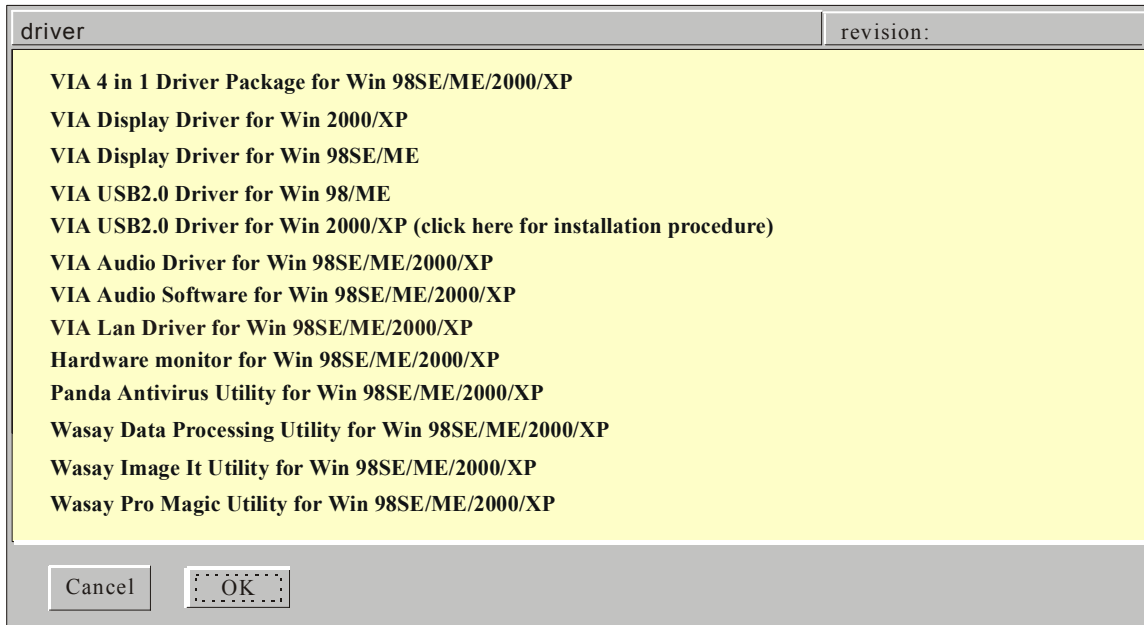 driver revision:
VIA 4 in 1 Driver Package for Win 98SE/ME/2000/XP
VIA Display Driver for Win 2000/XP
VIA Display Driver for Win 98SE/ME
VIA USB2.0 Driver for Win 98/ME
VIA USB2.0 Driver for Win 2000/XP (click here for installation procedure)
VIA Audio Driver for Win 98SE/ME/2000/XP
VIA Audio Software for Win 98SE/ME/2000/XP
VIA Lan Driver for Win 98SE/ME/2000/XP
Hardware monitor for Win 98SE/ME/2000/XP
Panda Antivirus Utility for Win 98SE/ME/2000/XP
Wasay Data Processing Utility for Win 98SE/ME/2000/XP
Wasay Image It Utility for Win 98SE/ME/2000/XP
Wasay Pro Magic Utility for Win 98SE/ME/2000/XP
Cancel OK